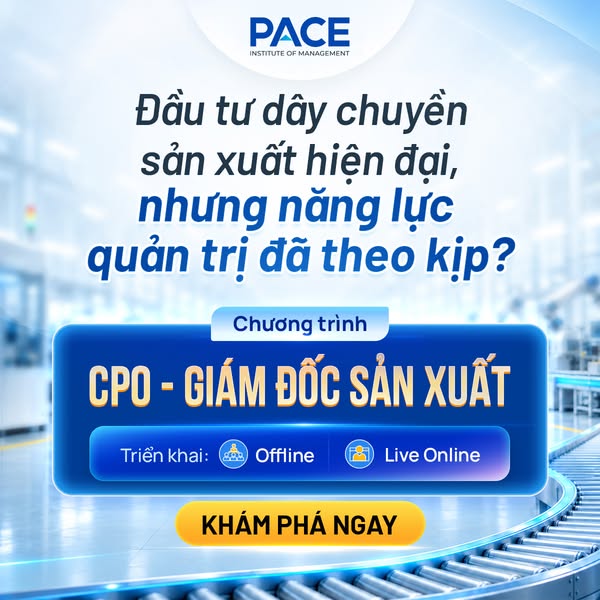 PACE
INSTITUTE OF MANAGEMENT
Đầu tư dây chuyền
sản xuất hiện đại,
nhưng năng lực
quản trị đã theo kịp?
Chương trình
CPO - GIÁM ĐỐC SẢN XUẤT
Triển khai: Offline Live Online
KHÁM PHÁ NGAY